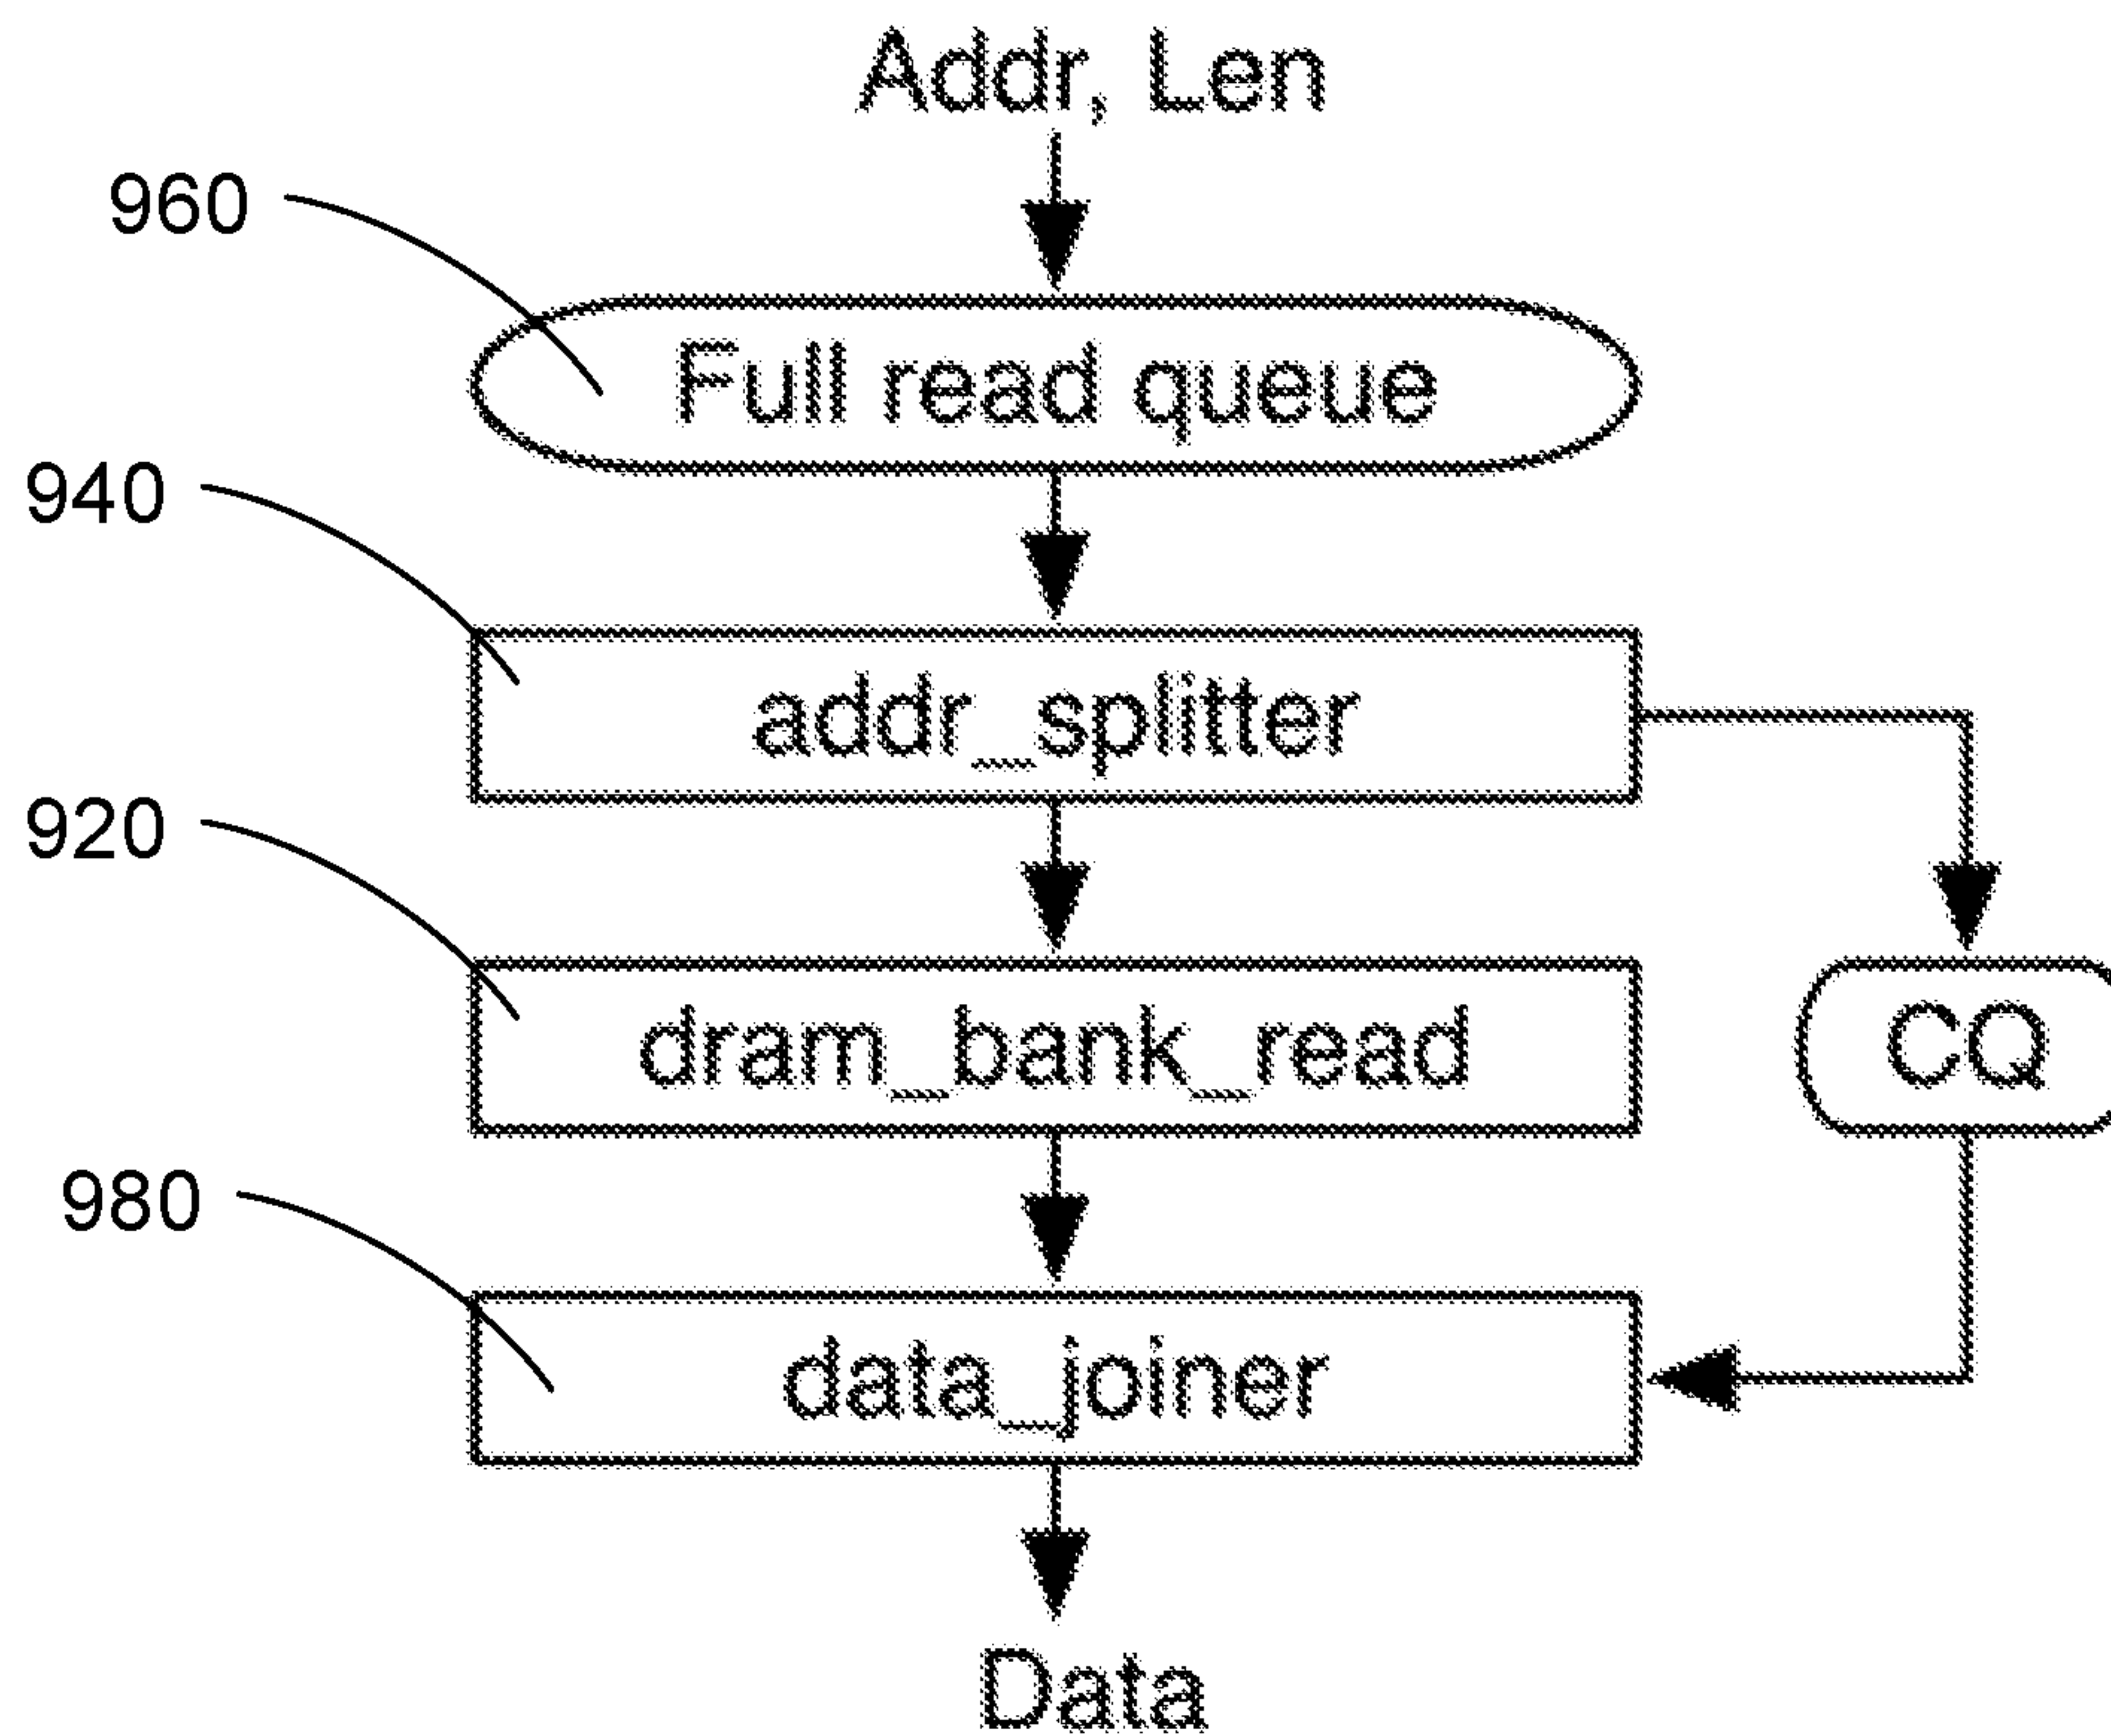 Addr, Len
960
Full read queue
940
addr_splitter
920
dram_bank_read
CQ
980
data_joiner
Data